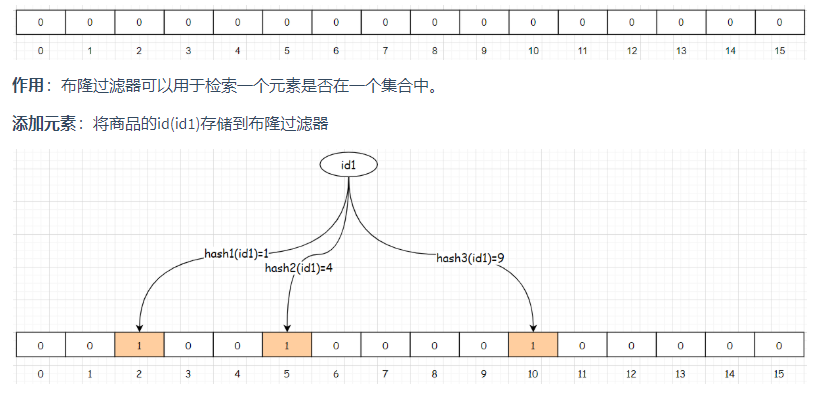 0 0 0 0 0 0 0 0 0 0 0 0 0 0 0 0
0 1 2 3 4 5 6 7 8 9 10 11 12 13 14 15
作用：布隆过滤器可以用于检索一个元素是否在一个集合中。
添加元素：将商品的id(id1)存储到布隆过滤器
id1
hash1(id1)=1
hash2(id1)=4
hash3(id1)=9
0 0 1 0 0 1 0 0 0 0 1 0 0 0 0 0
0 1 2 3 4 5 6 7 8 9 10 11 12 13 14 15